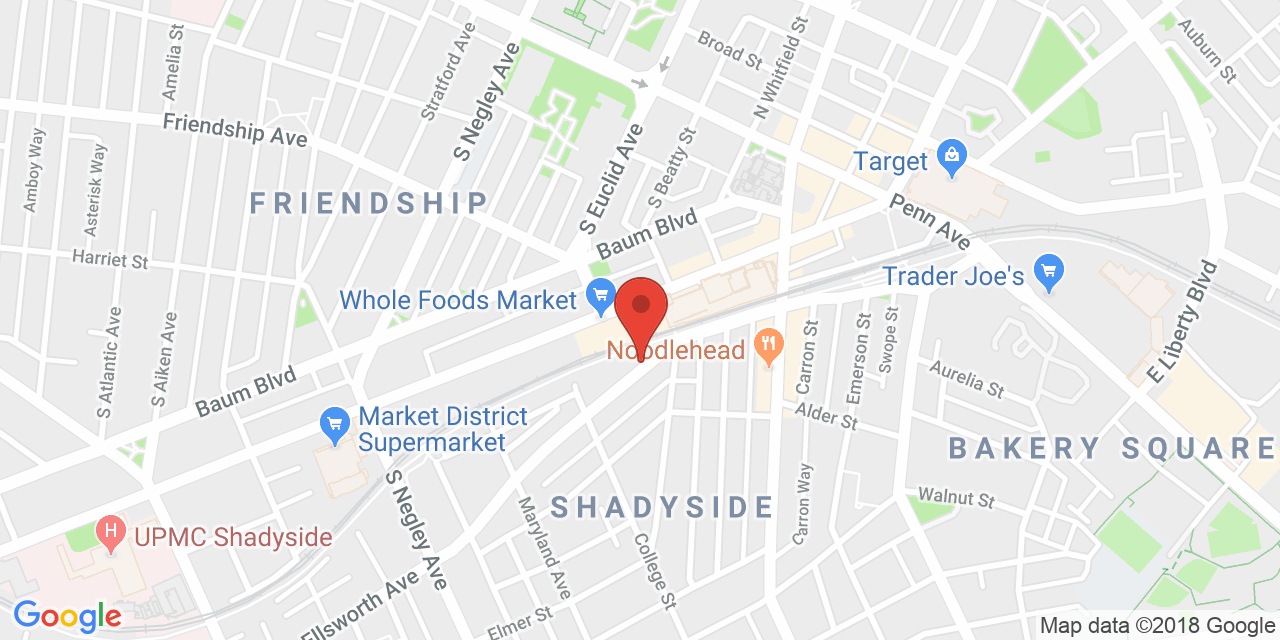 Amelia St
Stratford Ave
Broad St
N Whitfield St
Auburn St
Friendship Ave
S Negley Ave
Amboy Way
Asterisk Way
S Euclid Ave
S Beatty St
Target
FRIENDSHIP
Penn Ave
Baum Blvd
Harriet St
Trader Joe's
Whole Foods Market
E Liberty Blvd
S Atlantic Ave
S Aiken Ave
Noodlehead
Carron St
Emerson St
Swope St
Aurelia St
Baum Blvd
Market District
Supermarket
Alder St
BAKERY SQUARE
S Negley Ave
SHADYSIDE
Walnut St
Carron Way
UPMC Shadyside
H
Maryland Ave
College St
Ellsworth Ave
Elmer St
Google
Map data ©2018 Google